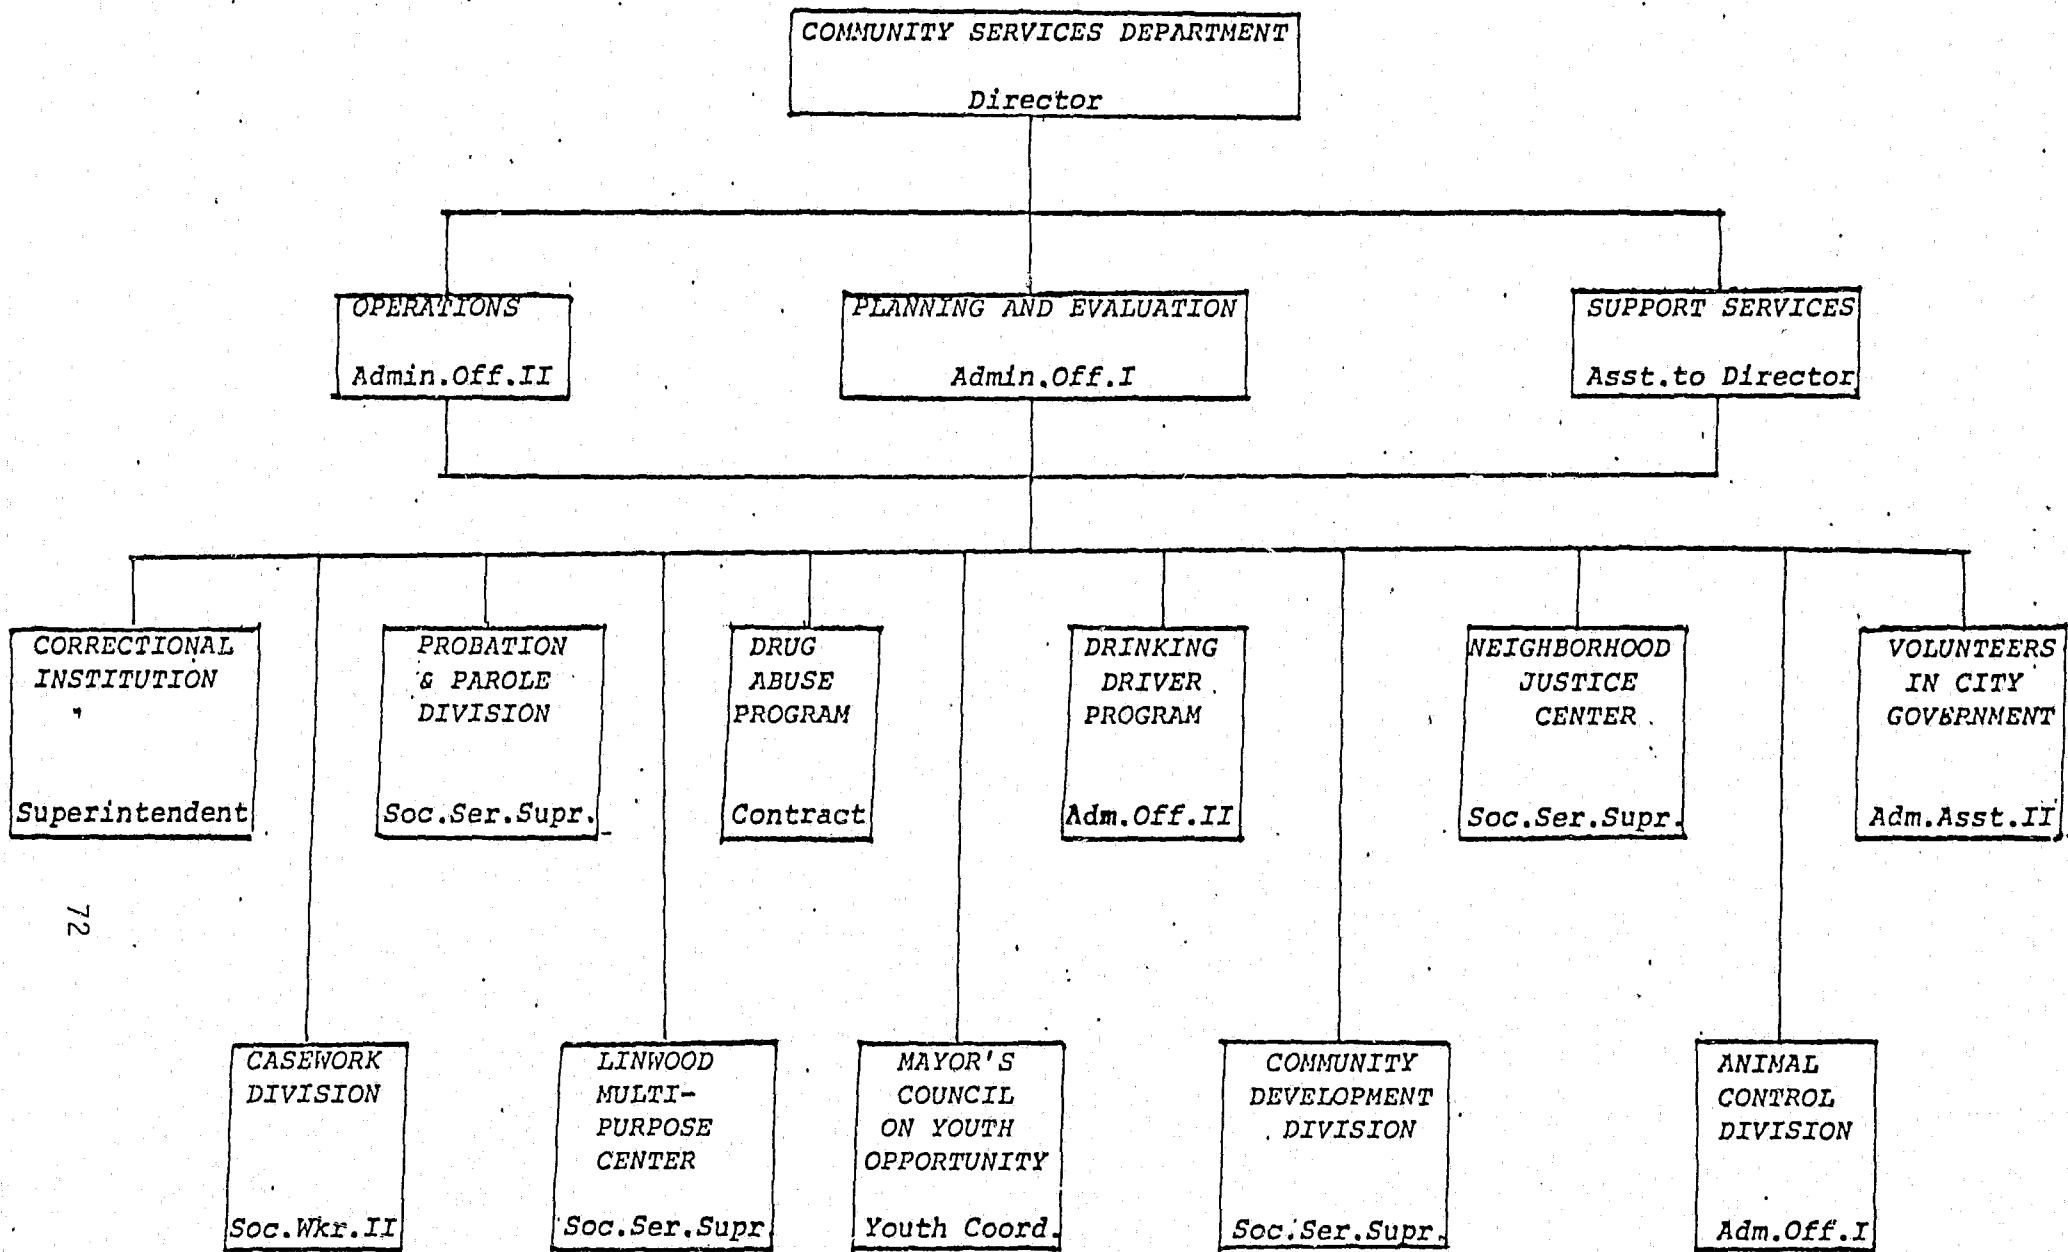 COMMUNITY SERVICES DEPARTMENT
Director
OPERATIONS
Admin.Off.II
PLANNING AND EVALUATION
Admin.Off.I
SUPPORT SERVICES
Asst.to Director
CORRECTIONAL
INSTITUTION
Superintendent
PROBATION
& PAROLE
DIVISION
Soc.Ser.Supr.
DRUG
ABUSE
PROGRAM
Contract
DRINKING
DRIVER
PROGRAM
Adm.Off.II
NEIGHBORHOOD
JUSTICE
CENTER
Soc.Ser.Supr.
VOLUNTEERS
IN CITY
GOVERNMENT
Adm.Asst.II
72
CASEWORK
DIVISION
Soc.Wkr.II
LINWOOD
MULTI-
PURPOSE
CENTER
Soc.Ser.Supr
MAYOR'S
COUNCIL
ON YOUTH
OPPORTUNITY
Youth Coord.
COMMUNITY
DEVELOPMENT
DIVISION
Soc.Ser.Supr.
ANIMAL
CONTROL
DIVISION
Adm.Off.I